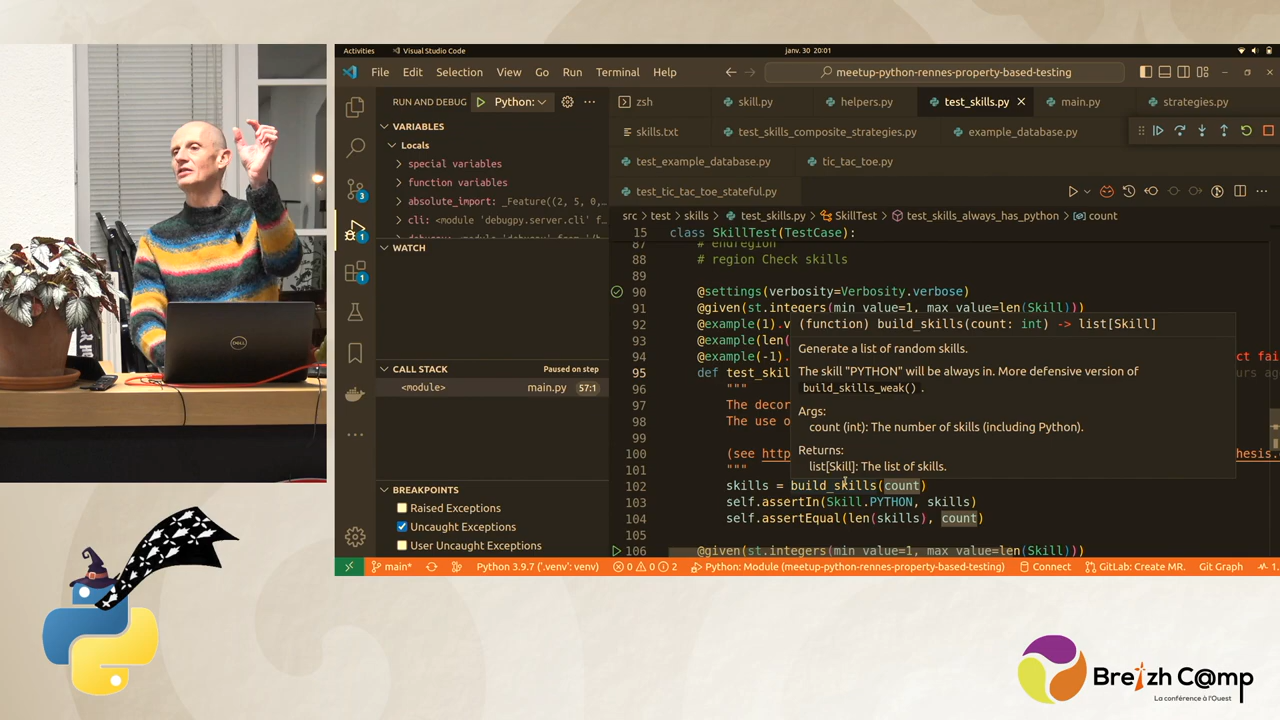 Activities
Visual Studio Code
janv. 30 20:01
File Edit Selection View Go Run Terminal Help
meetup-python-rennes-property-based-testing
RUN AND DEBUG
Python:
zsh
skill.py
helpers.py
test_skills.py
main.py
strategies.py
skills.txt
test_skills_composite_strategies.py
example_database.py
test_example_database.py
tic_tac_toe.py
test_tic_tac_toe_stateful.py
VARIABLES
Locals
special variables
function variables
absolute_import: _Feature((2, 5, 0,…
cli: <module 'debugpy.server.cli' f…
WATCH
CALL STACK
Paused on step
<module>
main.py
57:1
BREAKPOINTS
Raised Exceptions
Uncaught Exceptions
User Uncaught Exceptions
3
1
1
src > test > skills > test_skills.py > SkillTest > test_skills_always_has_python > count
15 class SkillTest(TestCase):
87 # endregion
88 # region Check skills
89
90 @settings(verbosity=Verbosity.verbose)
91 @given(st.integers(min_value=1, max_value=len(Skill)))
92 @example(1).v
93 @example(len(
94 @example(-1).
ct fai
95 def test_skil
urs ag
96 """
97 The decor
98 The use o
99
100 (see http
hesis.
101 """
102 skills = build_skills(count)
103 self.assertIn(Skill.PYTHON, skills)
104 self.assertEqual(len(skills), count)
105
106 @given(st.integers(min_value=1, max_value=len(Skill)))
(function) build_skills(count: int) -> list[Skill]
Generate a list of random skills.
The skill "PYTHON" will be always in. More defensive version of
build_skills_weak() .
Args:
count (int): The number of skills (including Python).
Returns:
list[Skill]: The list of skills.
main*
Python 3.9.7 ('.venv': venv)
0 0 2
Python: Module (meetup-python-rennes-property-based-testing)
Connect
GitLab: Create MR.
Git Graph
1.
DELL
Breizh C@mp
La conférence à l'Ouest